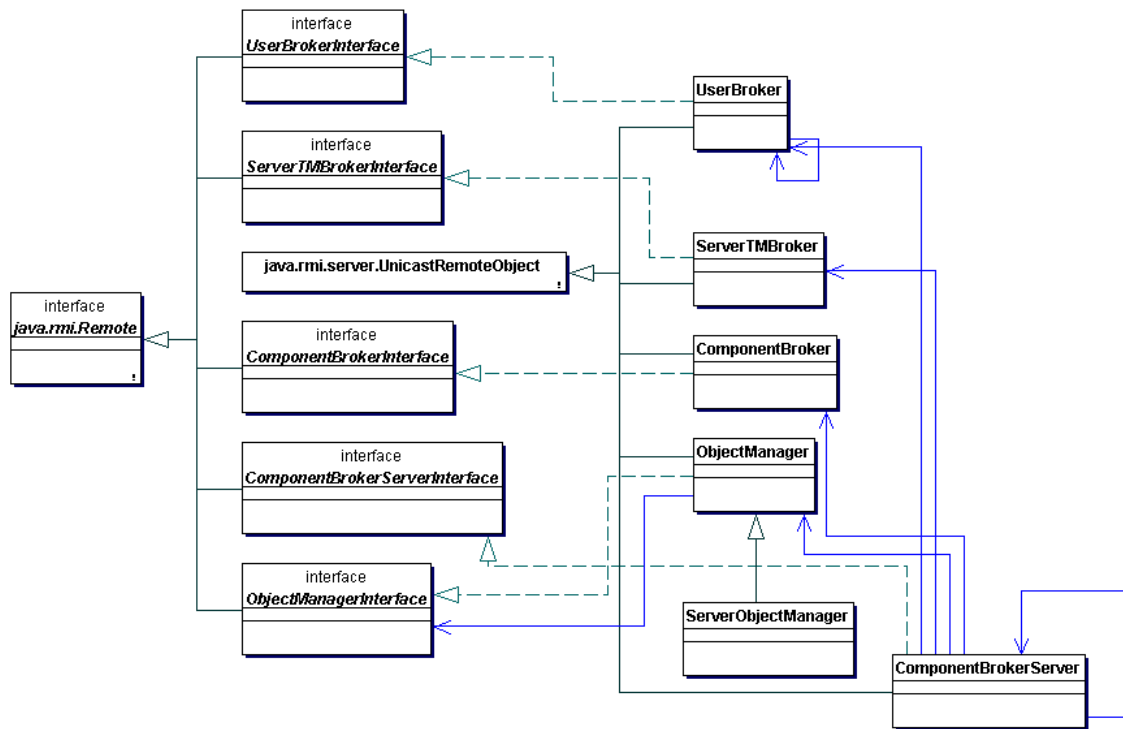 interface
UserBrokerInterface
UserBroker
interface
ServerTMBrokerInterface
ServerTMBroker
java.rmi.server.UnicastRemoteObject
!
interface
java.rmi.Remote
!
interface
ComponentBrokerInterface
ComponentBroker
interface
ComponentBrokerServerInterface
ObjectManager
interface
ObjectManagerInterface
ServerObjectManager
ComponentBrokerServer